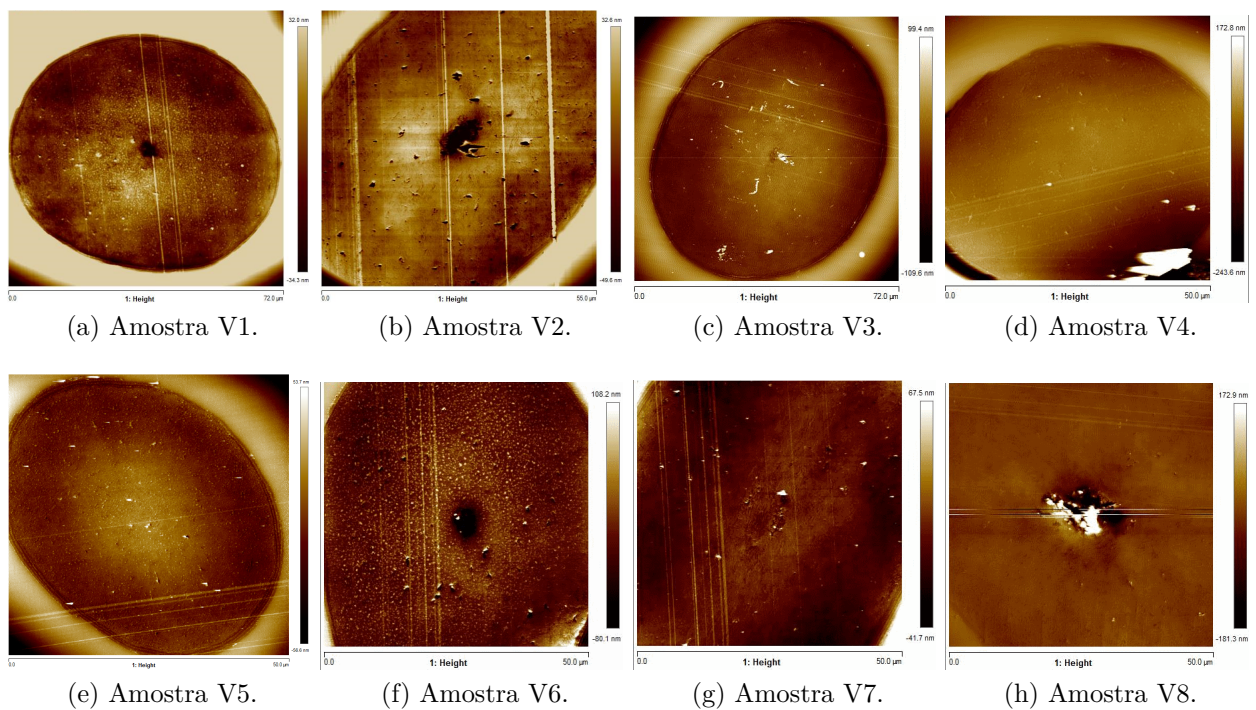 32.8 nm
-34.3 nm
0.0
1: Height
72.0 µm
(a) Amostra V1.
32.6 nm
-49.6 nm
0.0
1: Height
55.0 µm
(b) Amostra V2.
99.4 nm
-109.6 nm
0.0
1: Height
72.0 µm
(c) Amostra V3.
172.8 nm
-243.6 nm
0.0
1: Height
50.0 µm
(d) Amostra V4.
53.7 nm
0.0
1: Height
50.0 µm
(e) Amostra V5.
108.2 nm
-80.1 nm
0.0
1: Height
50.0 µm
(f) Amostra V6.
67.5 nm
-41.7 nm
0.0
1: Height
50.0 µm
(g) Amostra V7.
172.9 nm
-181.3 nm
0.0
1: Height
50.0 µm
(h) Amostra V8.